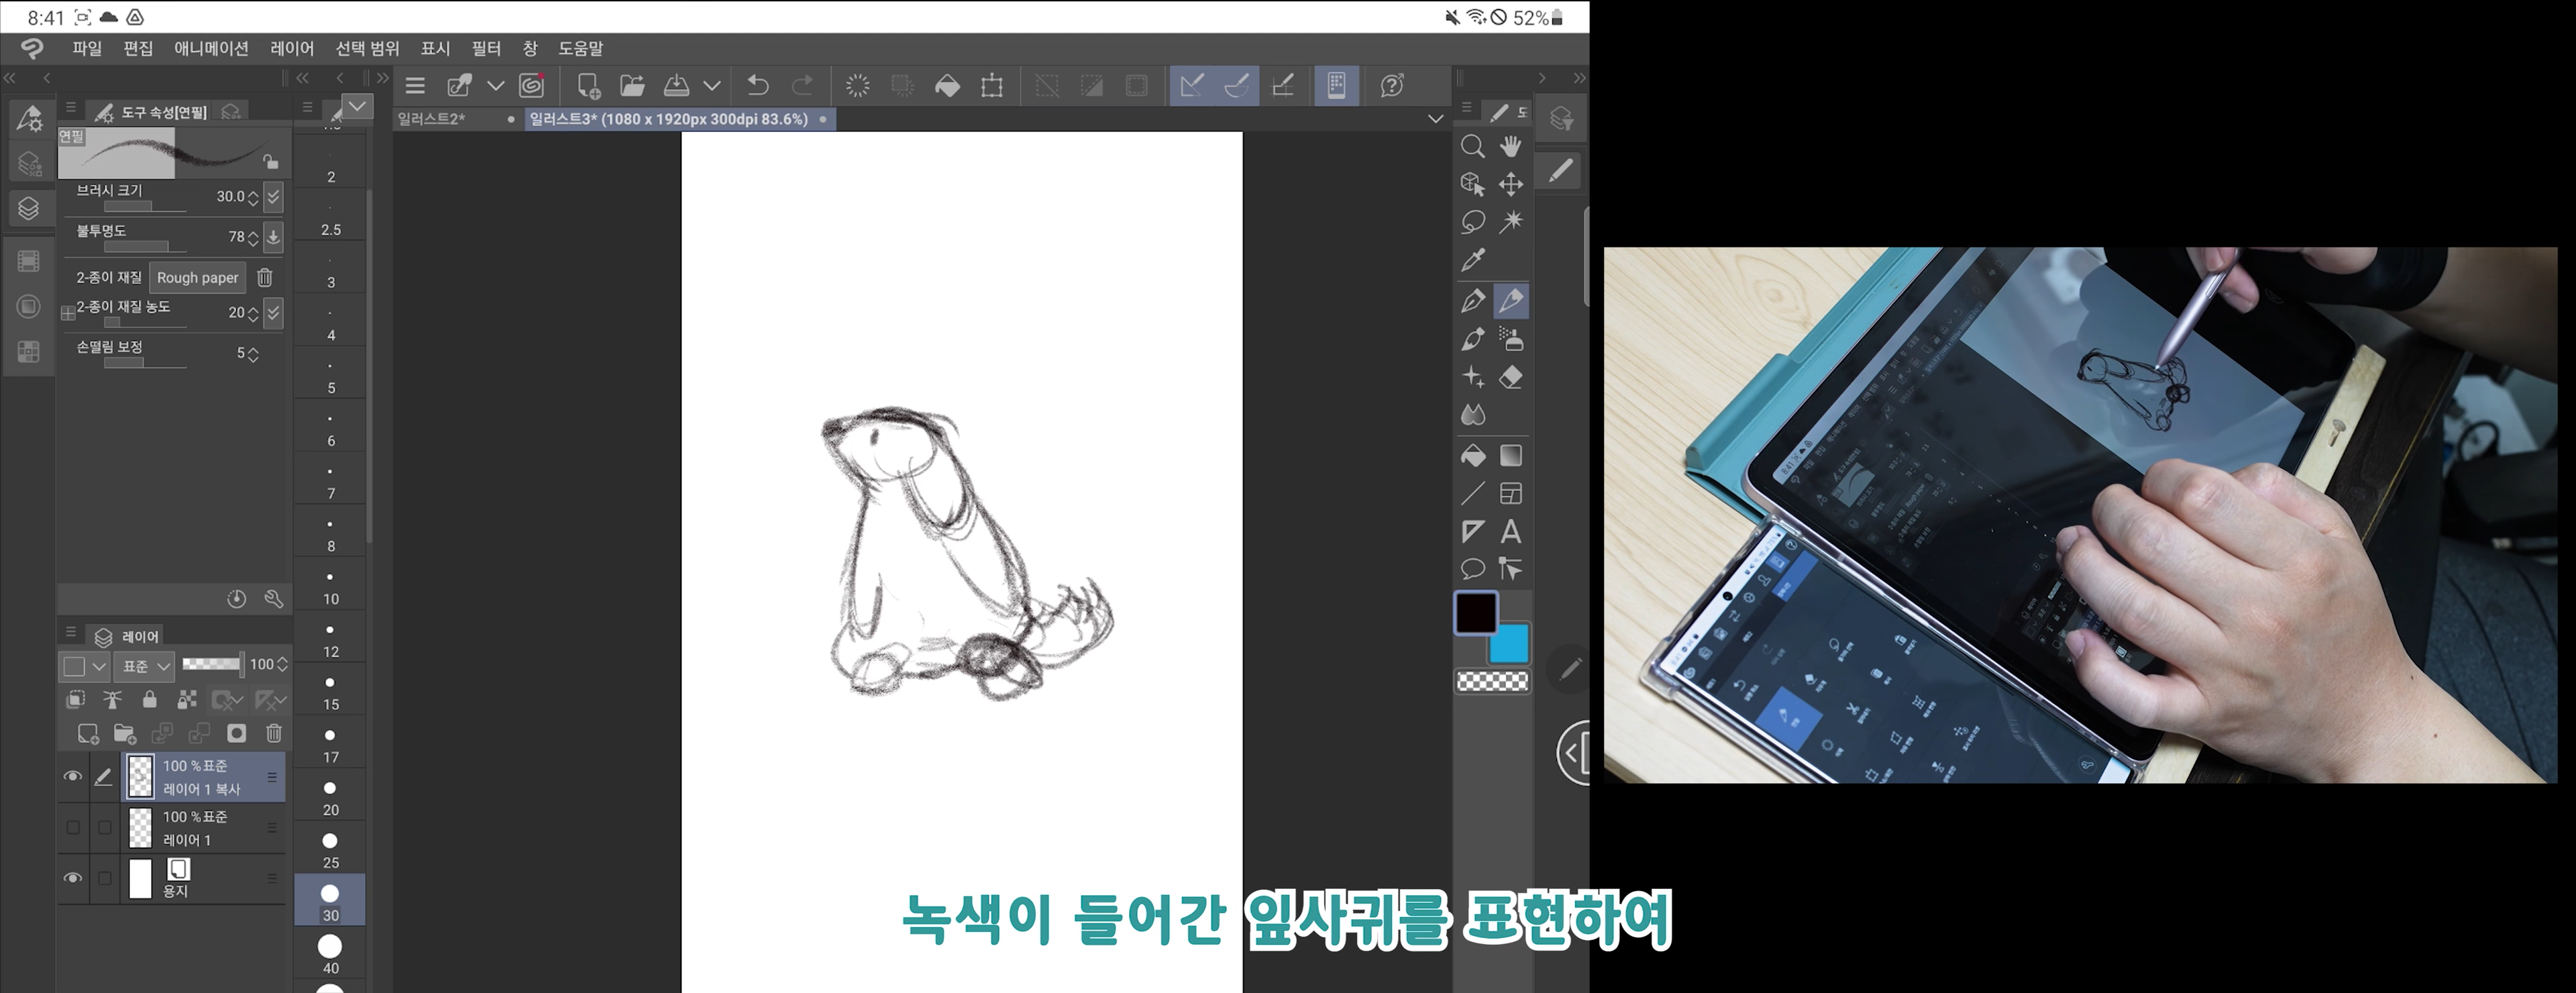 8:41
52%
파일 편집 애니메이션 레이어 선택 범위 표시 필터 창 도움말
도구 속성[연필]
일러스트2*
일러스트3* (1080 x 1920px 300dpi 83.6%)
연필
브러시 크기 30.0
불투명도 78
2-종이 재질 Rough paper
2-종이 재질 농도 20
손떨림 보정 5
2
2.5
3
4
5
6
7
8
10
12
15
17
20
25
30
40
레이어
표준 100
100 %표준
레이어 1 복사
100 %표준
레이어 1
용지
녹색이 들어간 잎사귀를 표현하여